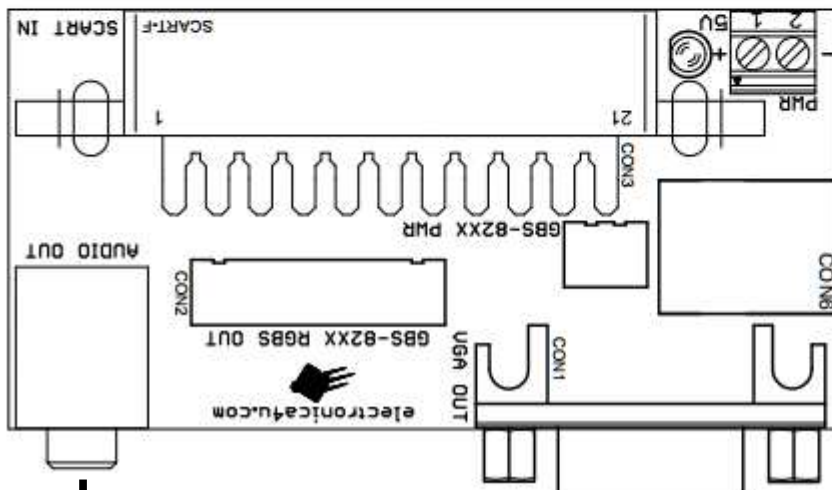 SCART IN
SCART-F
5V
1 2
+ -
PWR
1
21
CON3
GBS-82XX PWR
AUDIO OUT
CON2
GBS-82XX RGBS OUT
CON6
VGA OUT
CON1
electronica4u.com